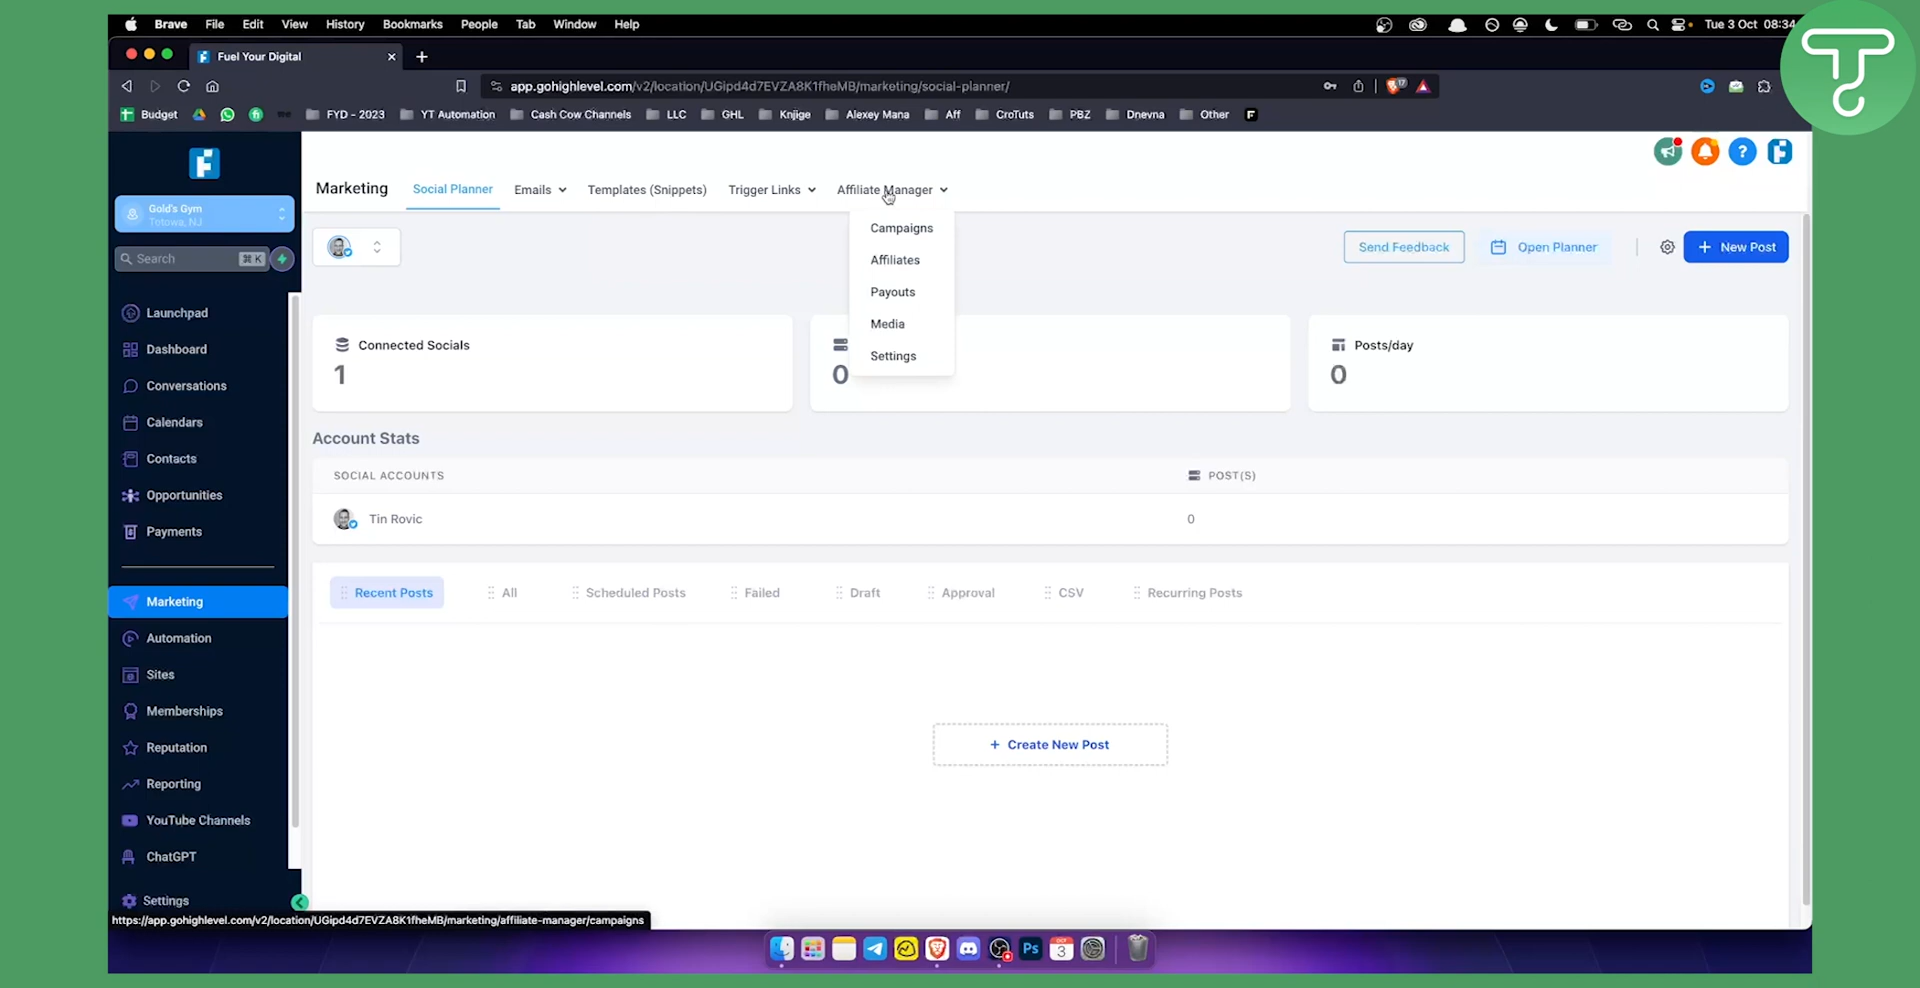 Brave File Edit View History Bookmarks People Tab Window Help Tue 3 Oct 08:34
Fuel Your Digital
app.gohighlevel.com/v2/location/UGipd4d7EVZA8K1fheMB/marketing/social-planner/ 17
Budget FYD - 2023 YT Automation Cash Cow Channels LLC GHL Knjige Alexey Mana Aff CroTuts PBZ Dnevna Other
Marketing Social Planner Emails Templates (Snippets) Trigger Links Affiliate Manager
Gold's Gym
Totowa, NJ
Search ⌘ K
Campaigns
Affiliates
Payouts
Media
Settings
Send Feedback Open Planner + New Post
Launchpad
Dashboard
Conversations
Calendars
Contacts
Opportunities
Payments
Marketing
Automation
Sites
Memberships
Reputation
Reporting
YouTube Channels
ChatGPT
Settings
Connected Socials
1
0
Posts/day
0
Account Stats
SOCIAL ACCOUNTS POST(S)
Tin Rovic 0
Recent Posts All Scheduled Posts Failed Draft Approval CSV Recurring Posts
+ Create New Post
https://app.gohighlevel.com/v2/location/UGipd4d7EVZA8K1fheMB/marketing/affiliate-manager/campaigns
Ps OCT 3